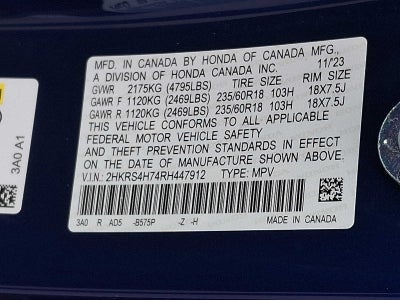 MFD. IN CANADA BY HONDA OF CANADA MFG.,
A DIVISION OF HONDA CANADA INC. 11/23
GVWR 2175KG (4795LBS) TIRE SIZE RIM SIZE
GAWR F 1120KG (2469LBS) 235/60R18 103H 18X7.5J
GAWR R 1120KG (2469LBS) 235/60R18 103H 18X7.5J
THIS VEHICLE CONFORMS TO ALL APPLICABLE
FEDERAL MOTOR VEHICLE SAFETY
AND THEFT PREVENTION STANDARDS IN EFFECT
ON THE DATE OF MANUFACTURE SHOWN ABOVE.
V.I.N.: 2HKRS4H74RH447912 TYPE: MPV
3A0 R AD5 -B575P -Z -H MADE IN CANADA
3A0 A1